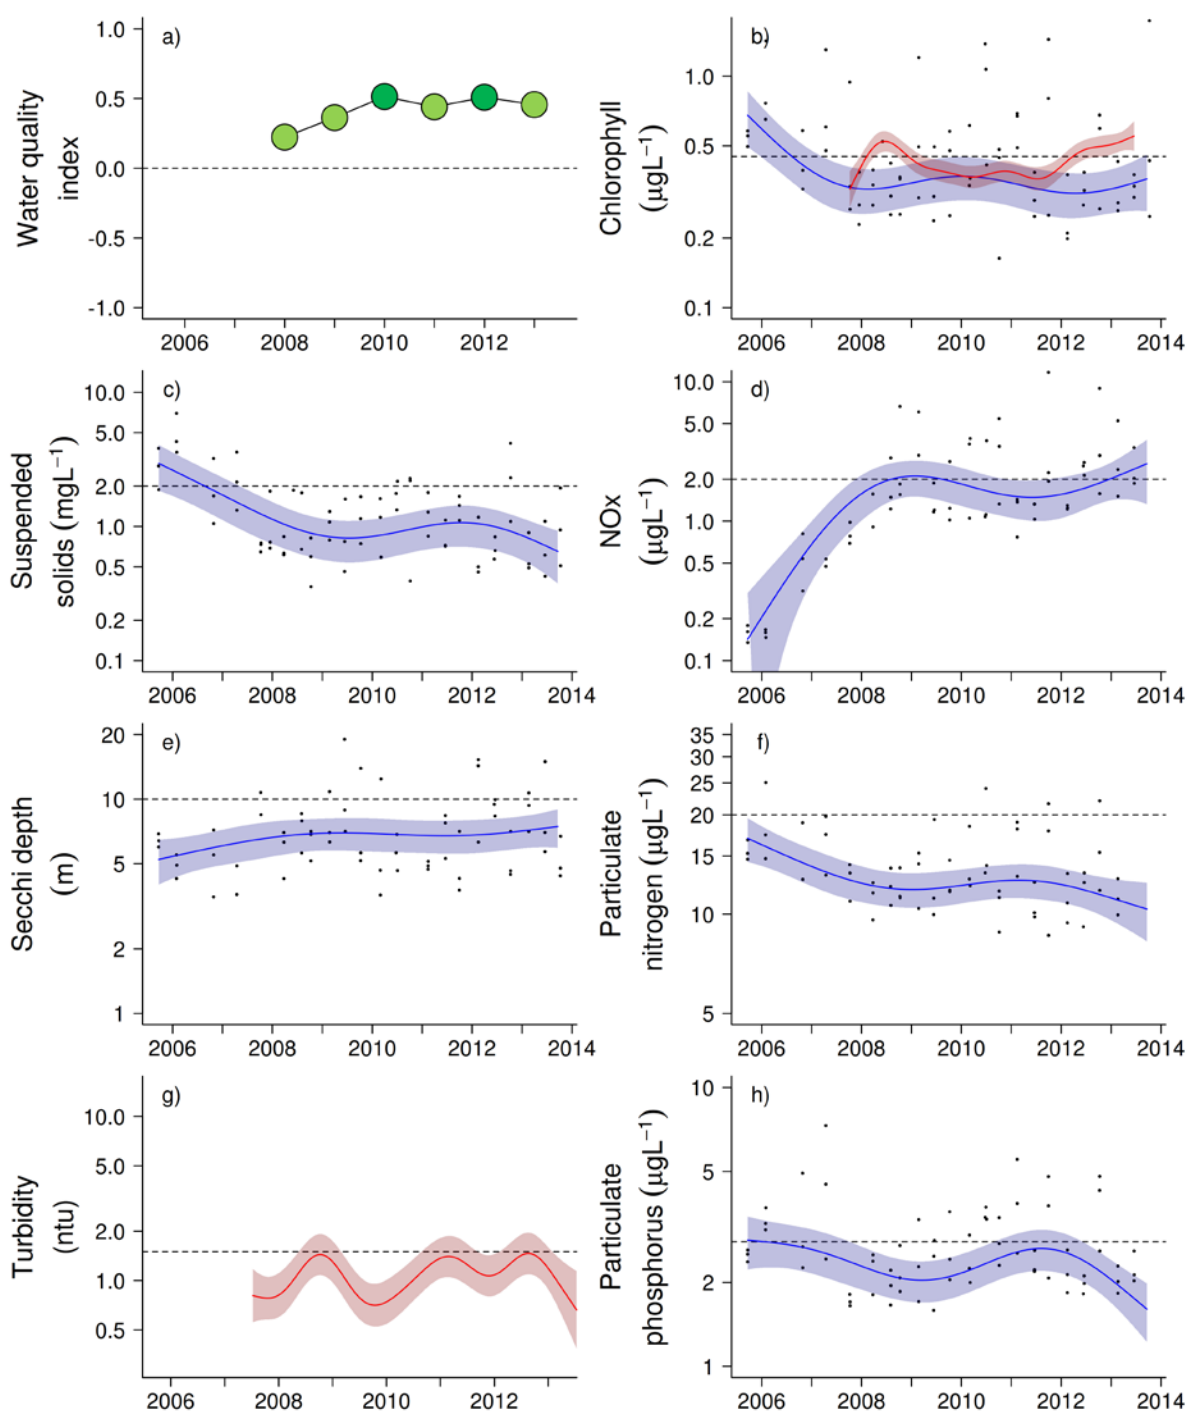 a)
Water quality
index
1.0
0.5
0.0
-0.5
-1.0
2006 2008 2010 2012
b)
Chlorophyll
(µgL−1)
1.0
0.5
0.2
0.1
2006 2008 2010 2012 2014
c)
Suspended
solids (mgL−1)
10.0
5.0
2.0
1.0
0.5
0.2
0.1
2006 2008 2010 2012 2014
d)
NOx
(µgL−1)
10.0
5.0
2.0
1.0
0.5
0.2
0.1
2006 2008 2010 2012 2014
e)
Secchi depth
(m)
20
10
5
2
1
2006 2008 2010 2012 2014
f)
Particulate
nitrogen (µgL−1)
35
30
25
20
15
10
5
2006 2008 2010 2012 2014
g)
Turbidity
(ntu)
10.0
5.0
2.0
1.0
0.5
2006 2008 2010 2012
h)
Particulate
phosphorus (µgL−1)
10
5
2
1
2006 2008 2010 2012 2014